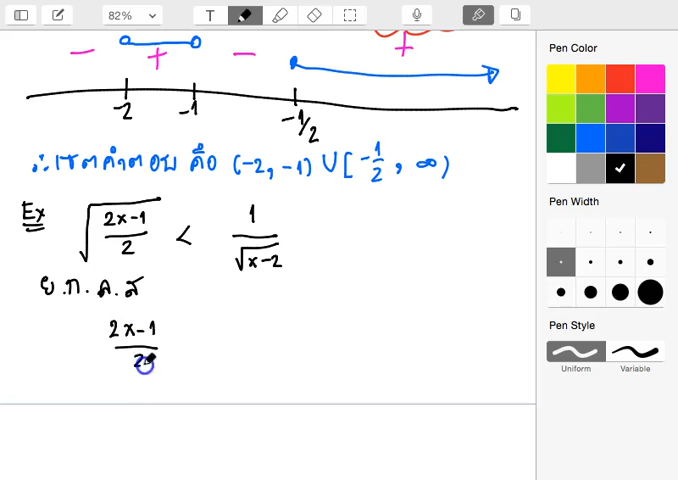 82%
T
− + − +
-2 -1 -1/2
∴ เซตคำตอบ คือ (-2, -1) ∪ [-1/2, ∞)
Ex √((2x-1)/2) < 1/√(x-2)
ย.ก.ล.ส
(2x-1)/2
Pen Color
Pen Width
Pen Style
Uniform Variable